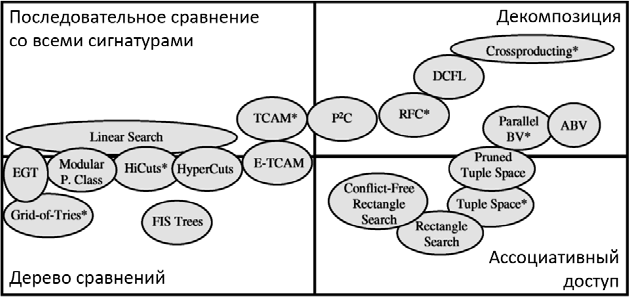 Последовательное сравнение
со всеми сигнатурами
Декомпозиция
Crossproducting*
DCFL
TCAM*
P²C
RFC*
Parallel
BV*
ABV
Linear Search
E-TCAM
EGT
Modular
P. Class
HiCuts*
HyperCuts
Pruned
Tuple Space
Conflict-Free
Rectangle
Search
Tuple Space*
Grid-of-Tries*
FIS Trees
Rectangle
Search
Дерево сравнений
Ассоциативный
доступ